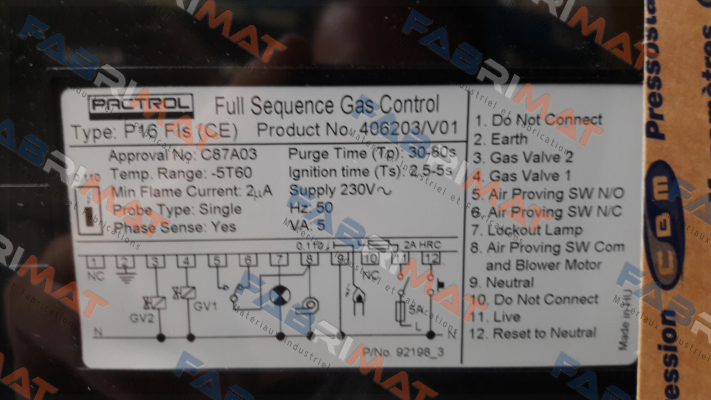 PACTROL Full Sequence Gas Control
Type: P16 FIs (CE) Product No. 406203/V01
Approval No: C87A03
Temp. Range: -5T60
Min Flame Current: 2µA
Probe Type: Single
Phase Sense: Yes
Purge Time (Tp): 30-60s
Ignition time (Ts): 2.5-5s
Supply 230V~
Hz: 50
VA: 5
2A HRC
1 2 3 4 5 6 7 8 9 10 11 12
NC
NC
GV2
GV1
5A
L
N
N
P/No. 92198_3
1. Do Not Connect
2. Earth
3. Gas Valve 2
4. Gas Valve 1
5. Air Proving SW N/O
6. Air Proving SW N/C
7. Lockout Lamp
8. Air Proving SW Com
and Blower Motor
9. Neutral
10. Do Not Connect
11. Live
12. Reset to Neutral
Made in HU
CBM
Pressosta
ession
FABRIMAT